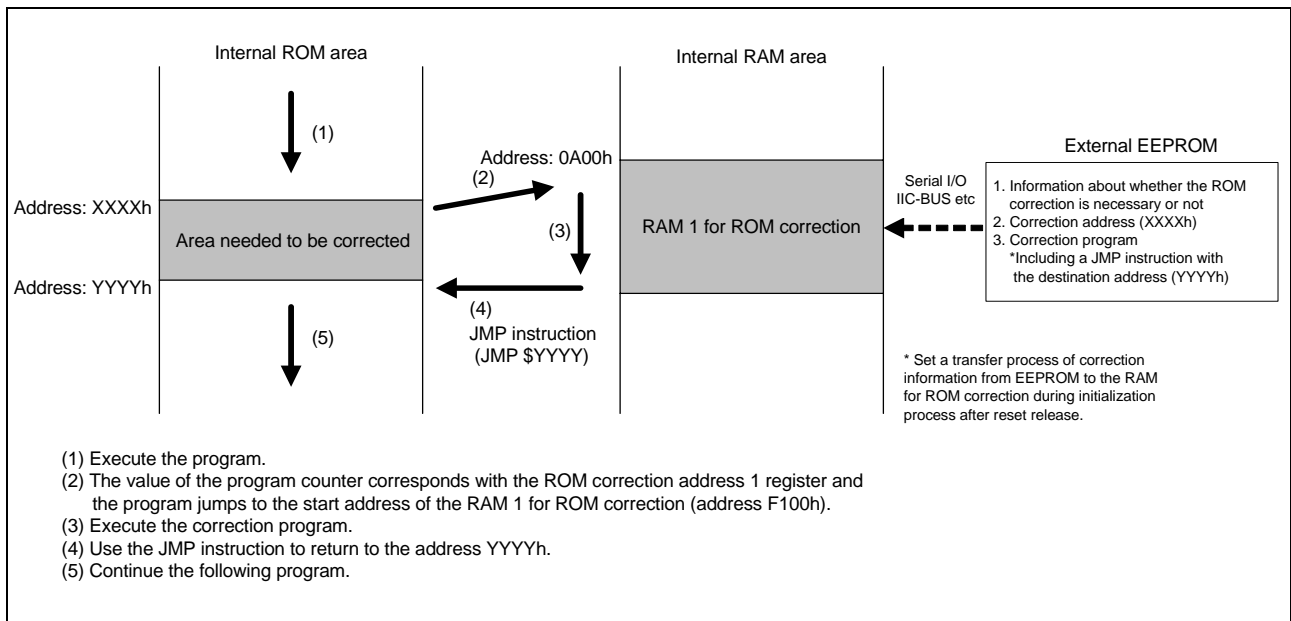 Internal ROM area
Internal RAM area
(1)
External EEPROM
Address: 0A00h
(2)
Serial I/O
IIC-BUS etc
1. Information about whether the ROM
correction is necessary or not
2. Correction address (XXXXh)
3. Correction program
*Including a JMP instruction with
the destination address (YYYYh)
Address: XXXXh
Area needed to be corrected
(3)
RAM 1 for ROM correction
Address: YYYYh
(4)
JMP instruction
(JMP $YYYY)
(5)
* Set a transfer process of correction
information from EEPROM to the RAM
for ROM correction during initialization
process after reset release.
(1) Execute the program.
(2) The value of the program counter corresponds with the ROM correction address 1 register and
the program jumps to the start address of the RAM 1 for ROM correction (address F100h).
(3) Execute the correction program.
(4) Use the JMP instruction to return to the address YYYYh.
(5) Continue the following program.